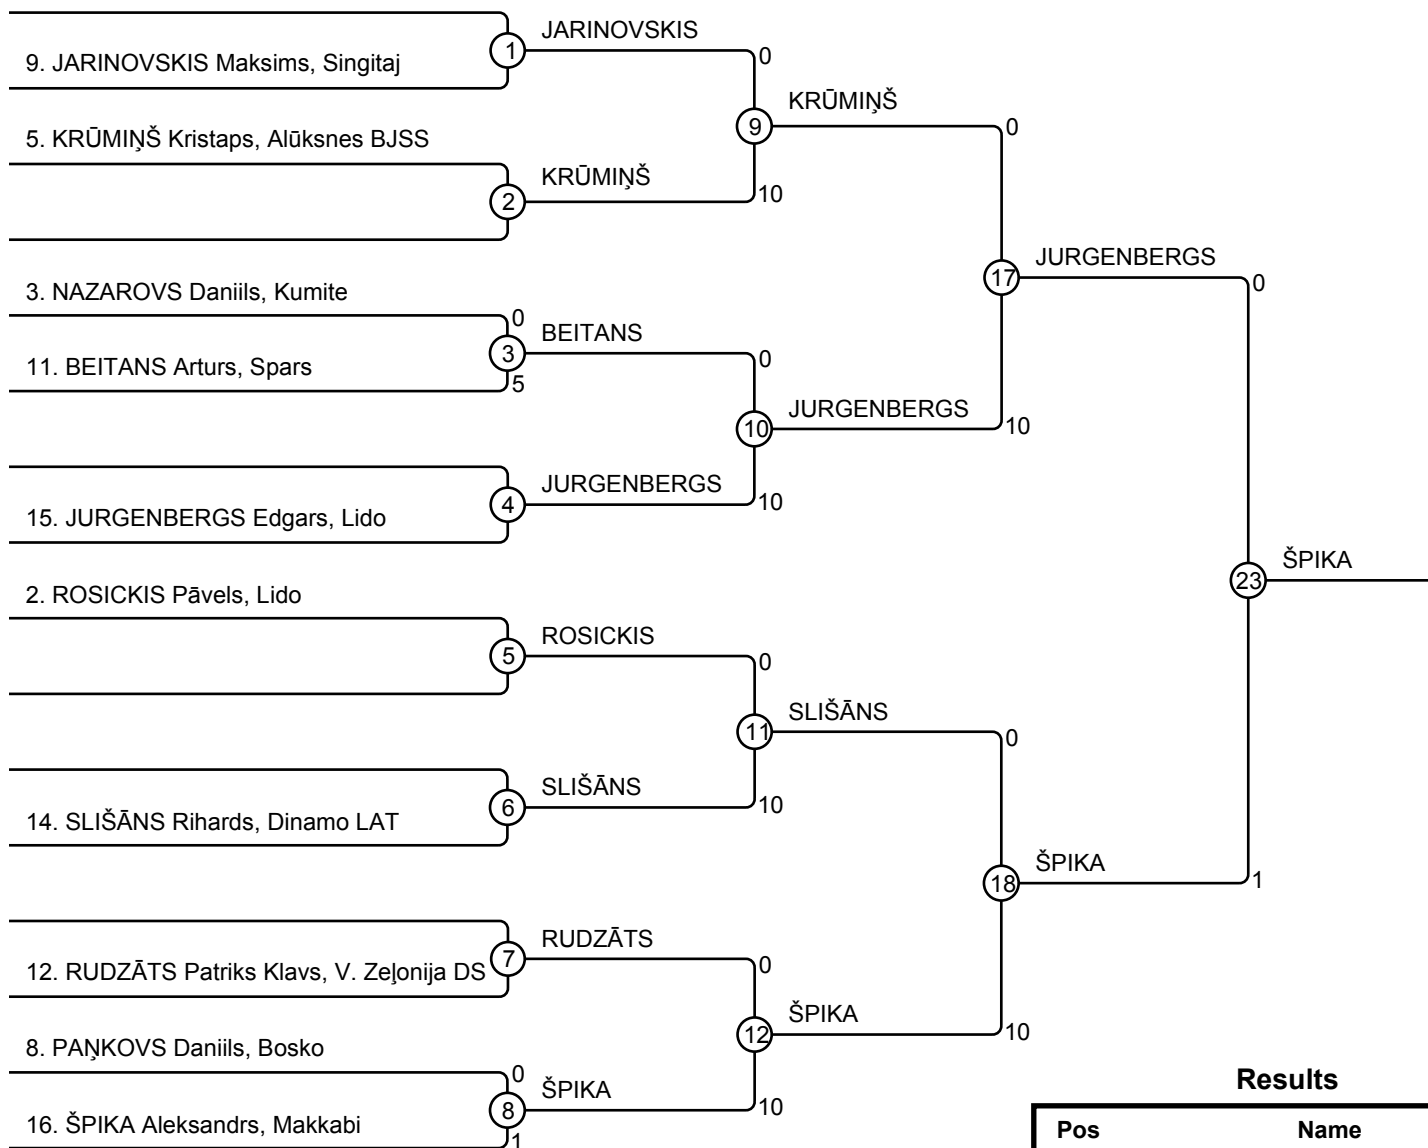 JARINOVSKIS
1
0
9. JARINOVSKIS Maksims, Singitaj
KRŪMIŅŠ
9
0
5. KRŪMIŅŠ Kristaps, Alūksnes BJSS
KRŪMIŅŠ
10
2
JURGENBERGS
17
0
3. NAZAROVS Daniils, Kumite
0
BEITANS
3
0
11. BEITANS Arturs, Spars
5
JURGENBERGS
10
10
JURGENBERGS
4
10
15. JURGENBERGS Edgars, Lido
ŠPIKA
23
2. ROSICKIS Pāvels, Lido
ROSICKIS
5
0
SLIŠĀNS
11
0
SLIŠĀNS
6
10
14. SLIŠĀNS Rihards, Dinamo LAT
ŠPIKA
18
1
RUDZĀTS
7
0
12. RUDZĀTS Patriks Klavs, V. Zeļonija DS
ŠPIKA
12
10
8. PAŅKOVS Daniils, Bosko
0
ŠPIKA
8
10
16. ŠPIKA Aleksandrs, Makkabi
1
Results
Pos Name